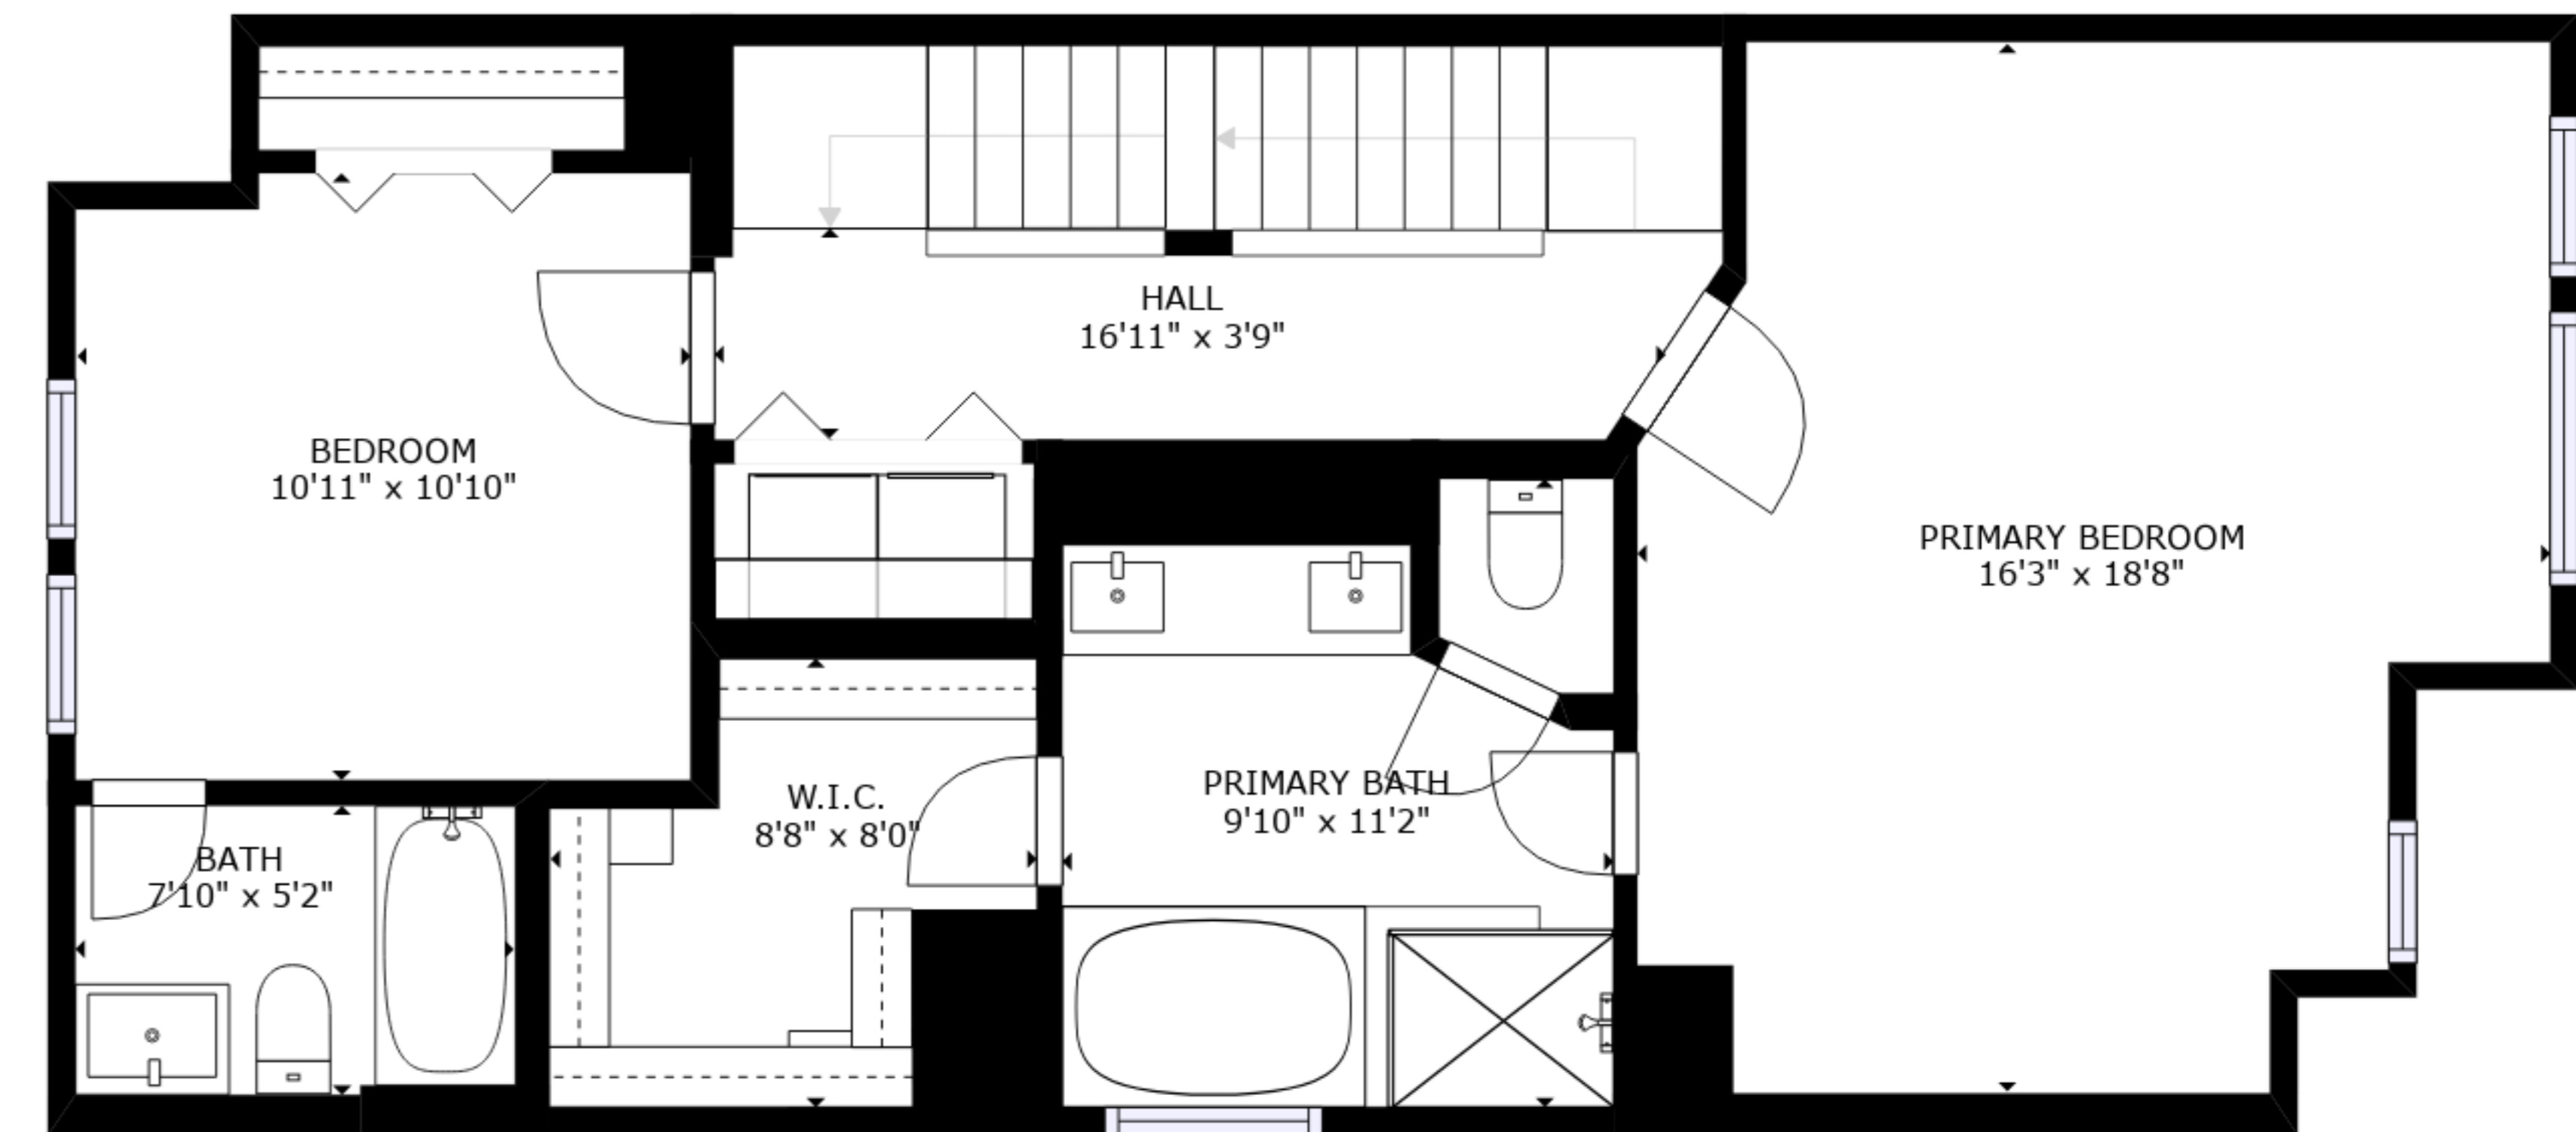 HALL
16'11" x 3'9"
BEDROOM
10'11" x 10'10"
PRIMARY BEDROOM
16'3" x 18'8"
W.I.C.
8'8" x 8'0"
PRIMARY BATH
9'10" x 11'2"
BATH
7'10" x 5'2"